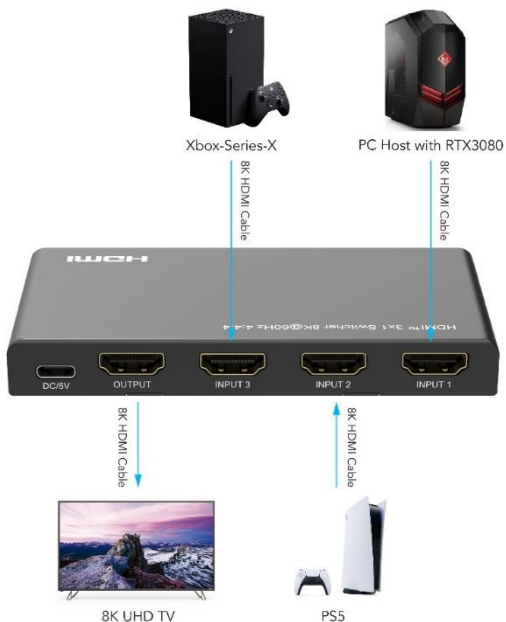 Xbox-Series-X
PC Host with RTX3080
8K HDMI Cable
8K HDMI Cable
HDMI
HDMI™ 3x1 Switcher 8K@60Hz 4:4:4
DC/5V
OUTPUT
INPUT 3
INPUT 2
INPUT 1
8K HDMI Cable
8K HDMI Cable
8K UHD TV
PS5